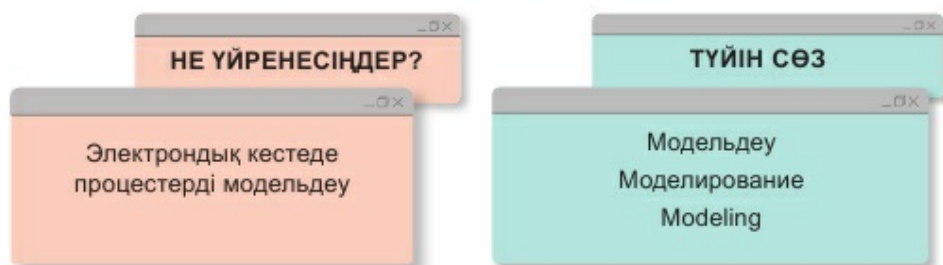 НЕ ҮЙРЕНЕСІҢДЕР?
Электрондық кестеде
процестерді модельдеу
ТҮЙІН СӨЗ
Модельдеу
Моделирование
Modeling